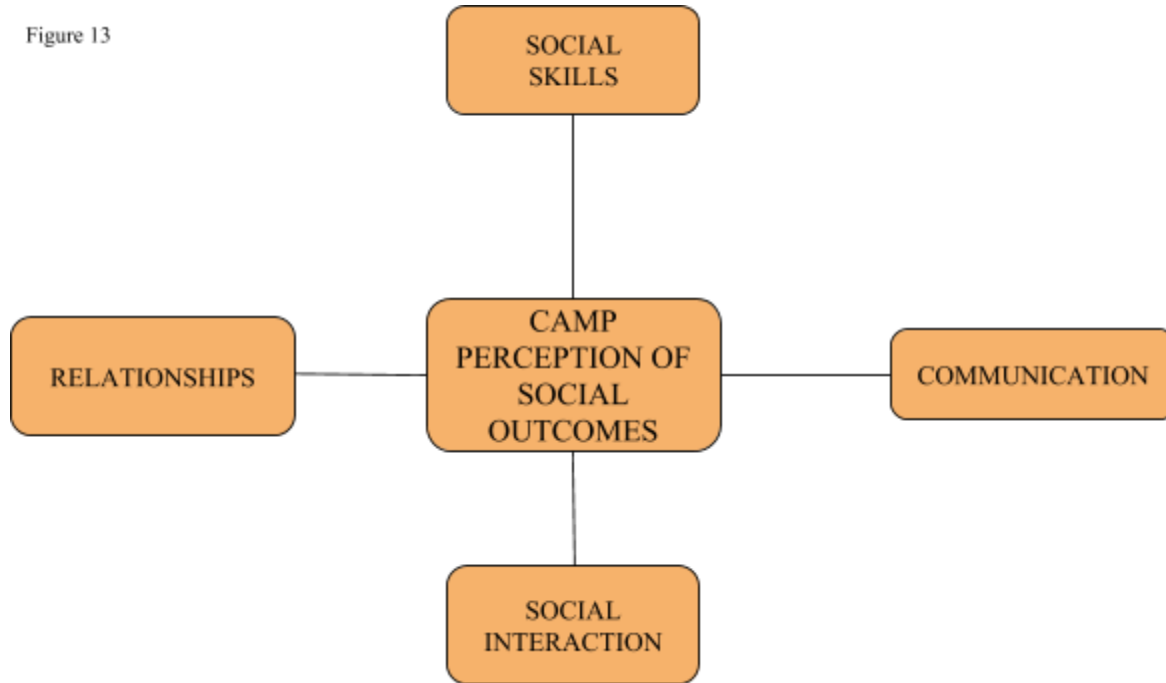 Figure 13
SOCIAL
SKILLS
RELATIONSHIPS
CAMP
PERCEPTION OF
SOCIAL
OUTCOMES
COMMUNICATION
SOCIAL
INTERACTION